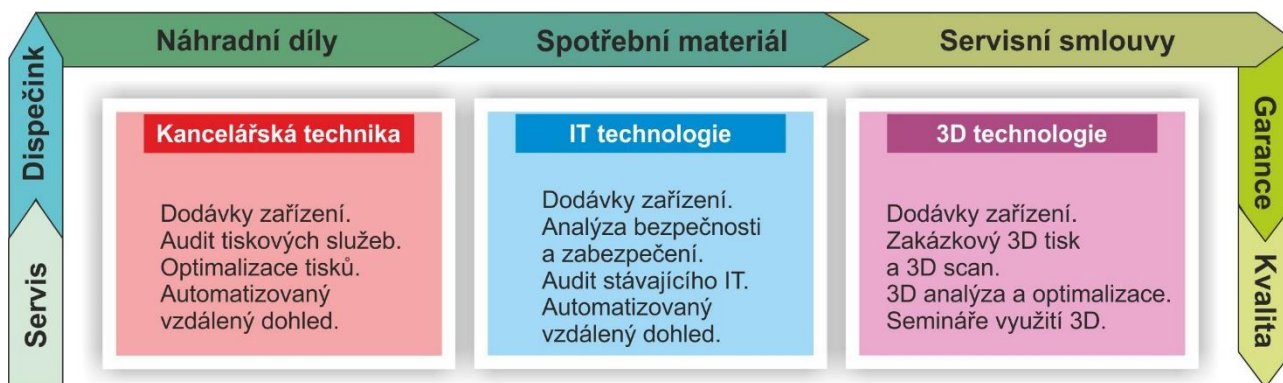 Náhradní díly
Spotřební materiál
Servisní smlouvy
Dispečink
Servis
Kancelářská technika
Dodávky zařízení.
Audit tiskových služeb.
Optimalizace tisků.
Automatizovaný
vzdálený dohled.
IT technologie
Dodávky zařízení.
Analýza bezpečnosti
a zabezpečení.
Audit stávajícího IT.
Automatizovaný
vzdálený dohled.
3D technologie
Dodávky zařízení.
Zakázkový 3D tisk
a 3D scan.
3D analýza a optimalizace.
Semináře využití 3D.
Garance
Kvalita